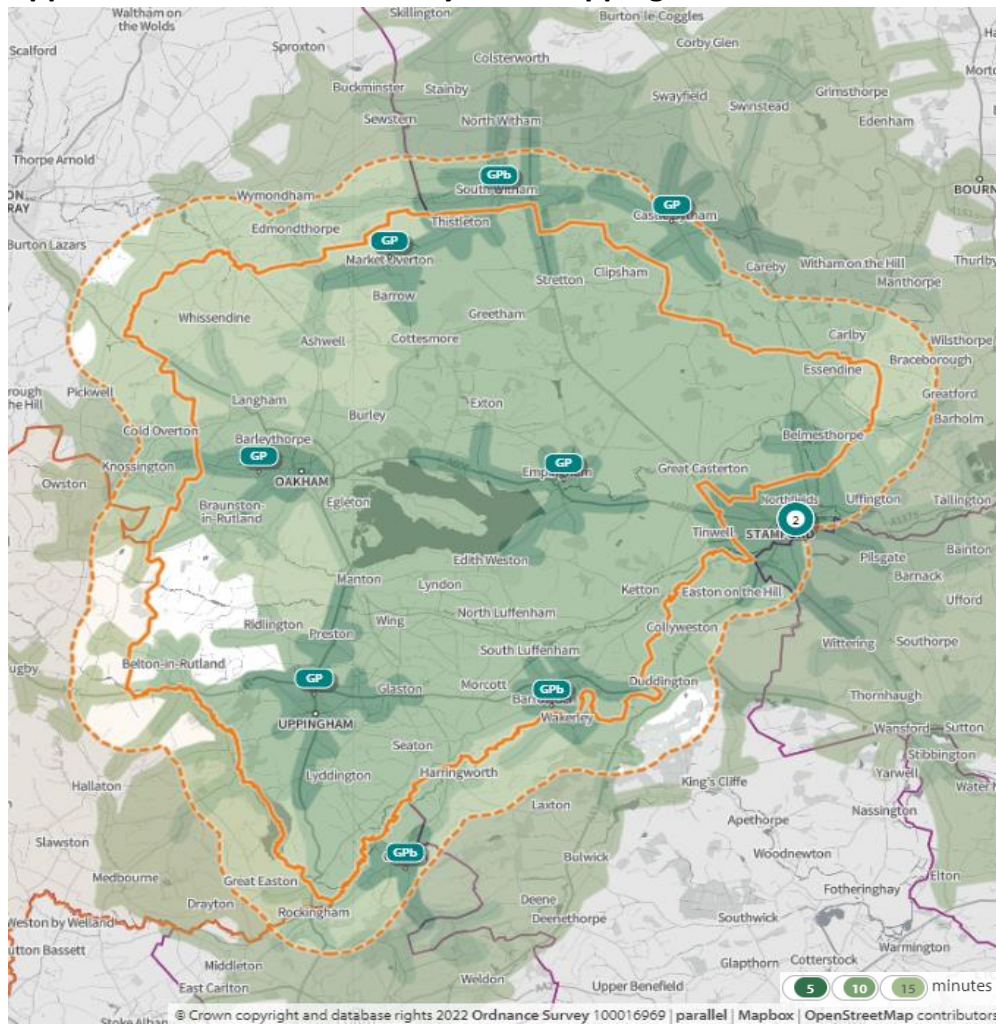 Waltham on
the Wolds
Skillington
Burton-le-Coggles
Scalford
Sproxton
Corby Glen
Colsterworth
Buckminster
Stainby
Swayfield
Grimsthorpe
Swinstead
Sewstern
North Witham
Edenham
Thorpe Arnold
GPb
South Witham
Wymondham
GP
BOURN
RAY
Edmondthorpe
Thistleton
Burton Lazars
GP
Market Overton
Careby
Witham on the Hill
Thurlby
Clipsham
Stretton
Manthorpe
Barrow
Greetham
Whissendine
Carlby
Wilsthorpe
Ashwell
Cottesmore
Braceborough
Essendine
Pickwell
Greatford
Langham
Exton
Burley
Barholm
Cold Overton
Barleythorpe
Belmesthorpe
GP
GP
Knossington
OAKHAM
Great Casterton
Owston
Egleton
Uffington
Tallington
Braunston-
in-Rutland
2
Tinwell
Edith Weston
Pilsgate
Bainton
Manton
Lyndon
Barnack
Ketton
Easton on the Hill
Ufford
Wing
North Luffenham
Ridlington
Preston
Collyweston
Wittering
Southorpe
South Luffenham
Belton-in-Rutland
GP
Morcott
GPb
Duddington
Glaston
Thornhaugh
Wakerley
UPPINGHAM
Wansford
Sutton
Seaton
Stibbington
Lyddington
Harringworth
Yarwell
King's Cliffe
Hallaton
Laxton
Nassington
Apethorpe
Slawston
GPb
Bulwick
Woodnewton
Medbourne
Great Easton
Elton
Fotheringhay
Drayton
Deene
Rockingham
Deenethorpe
Southwick
Weston by Welland
Warmington
Middleton
Glapthorn
Cotterstock
East Carlton
Weldon
Upper Benefield
5 10 15 minutes
© Crown copyright and database rights 2022 Ordnance Survey 100016969 | parallel | Mapbox | OpenStreetMap contributors